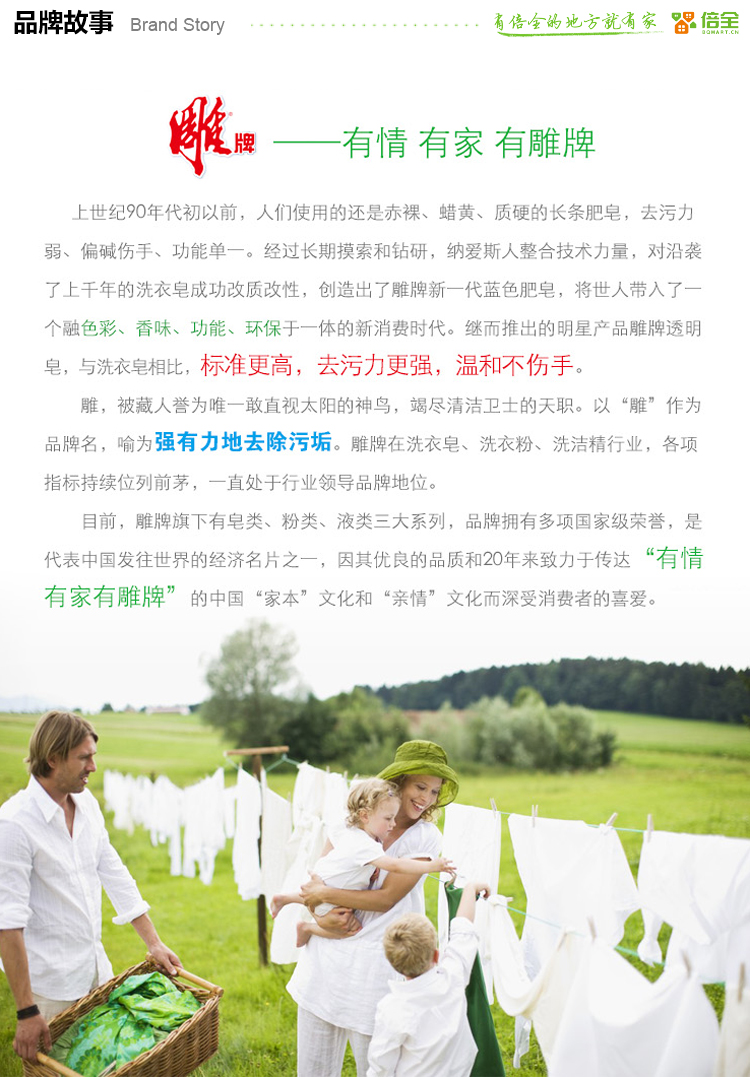 品牌故事 Brand Story
有倍全的地方就有家 倍全
BOMART.CN
雕牌 ——有情 有家 有雕牌
上世纪90年代初以前，人们使用的还是赤裸、蜡黄、质硬的长条肥皂，去污力
弱、偏碱伤手、功能单一。经过长期摸索和钻研，纳爱斯人整合技术力量，对沿袭
了上千年的洗衣皂成功改质改性，创造出了雕牌新一代蓝色肥皂，将世人带入了一
个融色彩、香味、功能、环保于一体的新消费时代。继而推出的明星产品雕牌透明
皂，与洗衣皂相比，标准更高，去污力更强，温和不伤手。
雕，被藏人誉为唯一敢直视太阳的神鸟，竭尽清洁卫士的天职。以“雕”作为
品牌名，喻为强有力地去除污垢。雕牌在洗衣皂、洗衣粉、洗洁精行业，各项
指标持续位列前茅，一直处于行业领导品牌地位。
目前，雕牌旗下有皂类、粉类、液类三大系列，品牌拥有多项国家级荣誉，是
代表中国发往世界的经济名片之一，因其优良的品质和20年来致力于传达“有情
有家有雕牌”的中国“家本”文化和“亲情”文化而深受消费者的喜爱。